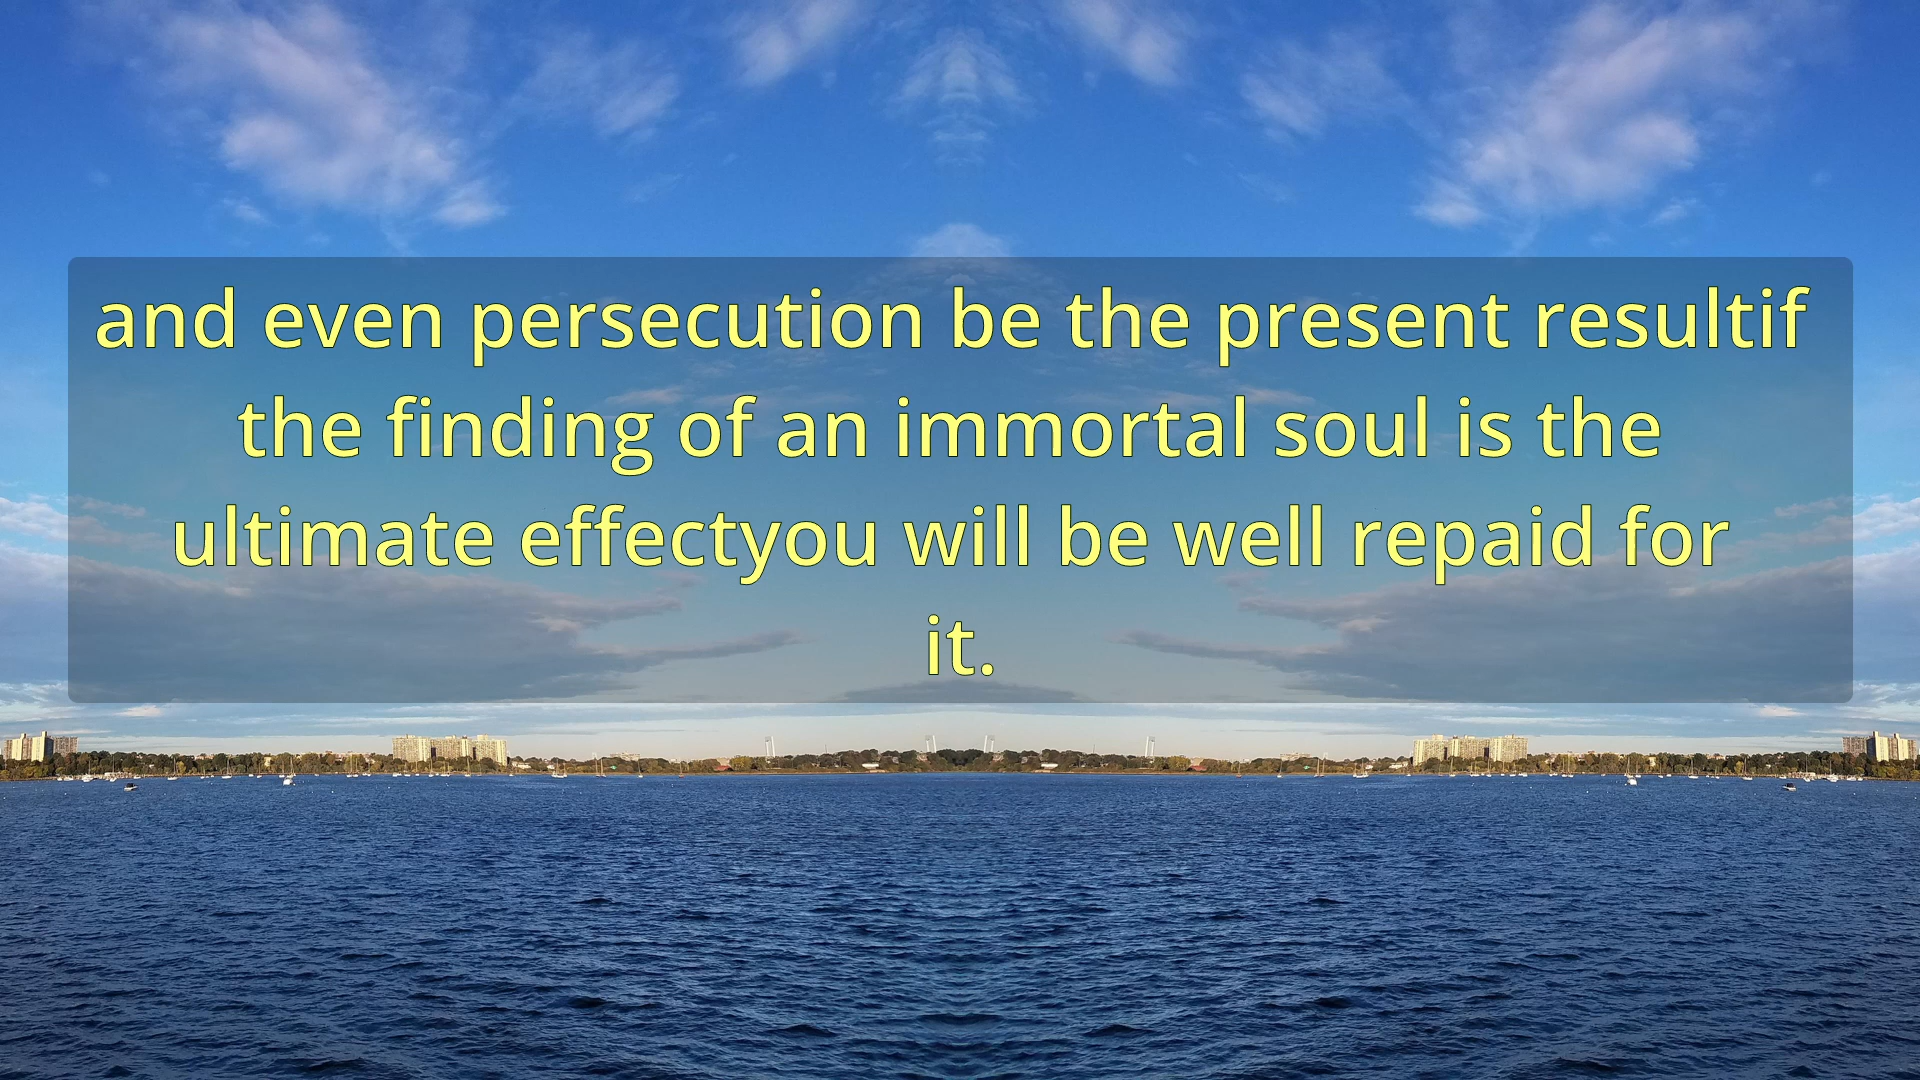 and even persecution be the present resultif
the finding of an immortal soul is the
ultimate effectyou will be well repaid for
it.